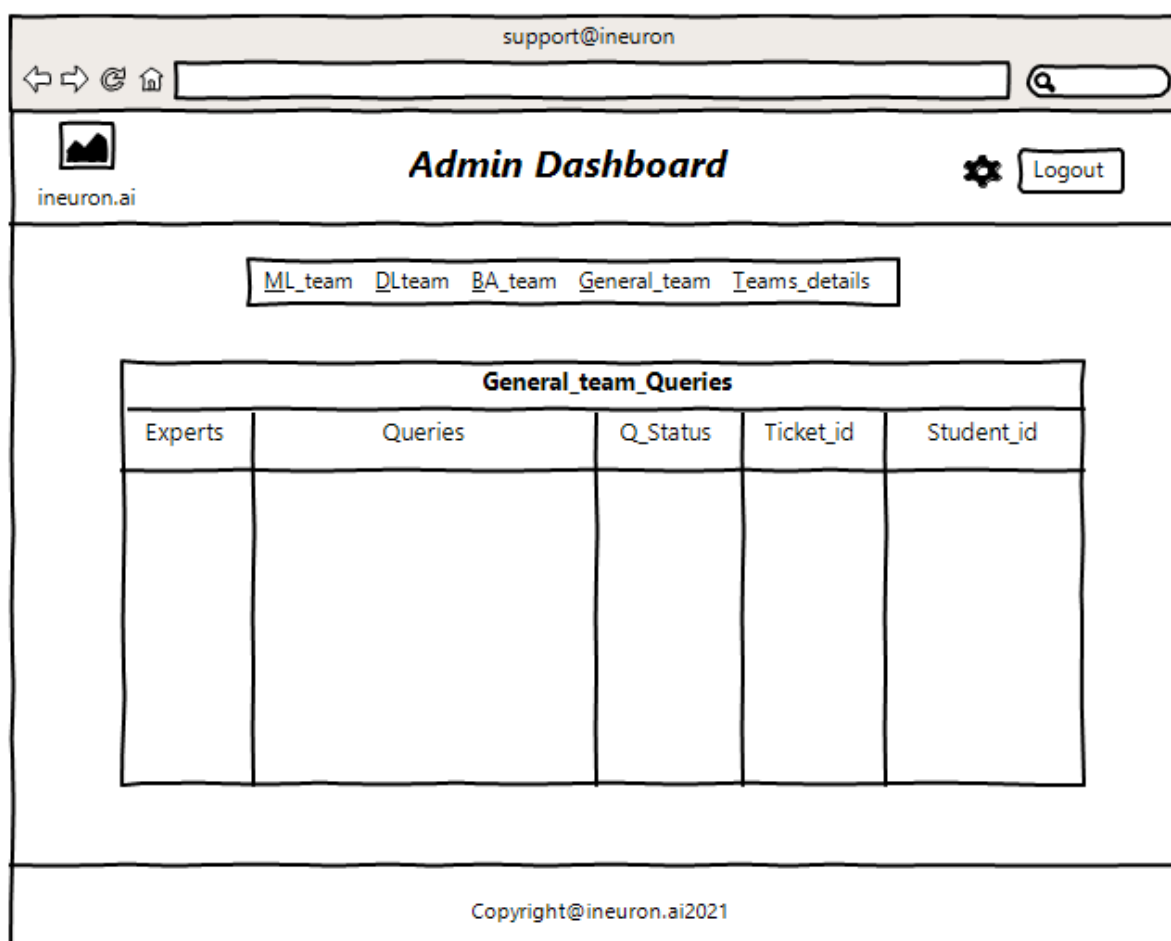 support@ineuron
Admin Dashboard
Logout
ineuron.ai
ML_team DLteam BA_team General_team Teams_details
General_team_Queries
Experts Queries Q_Status Ticket_id Student_id
Copyright@ineuron.ai2021